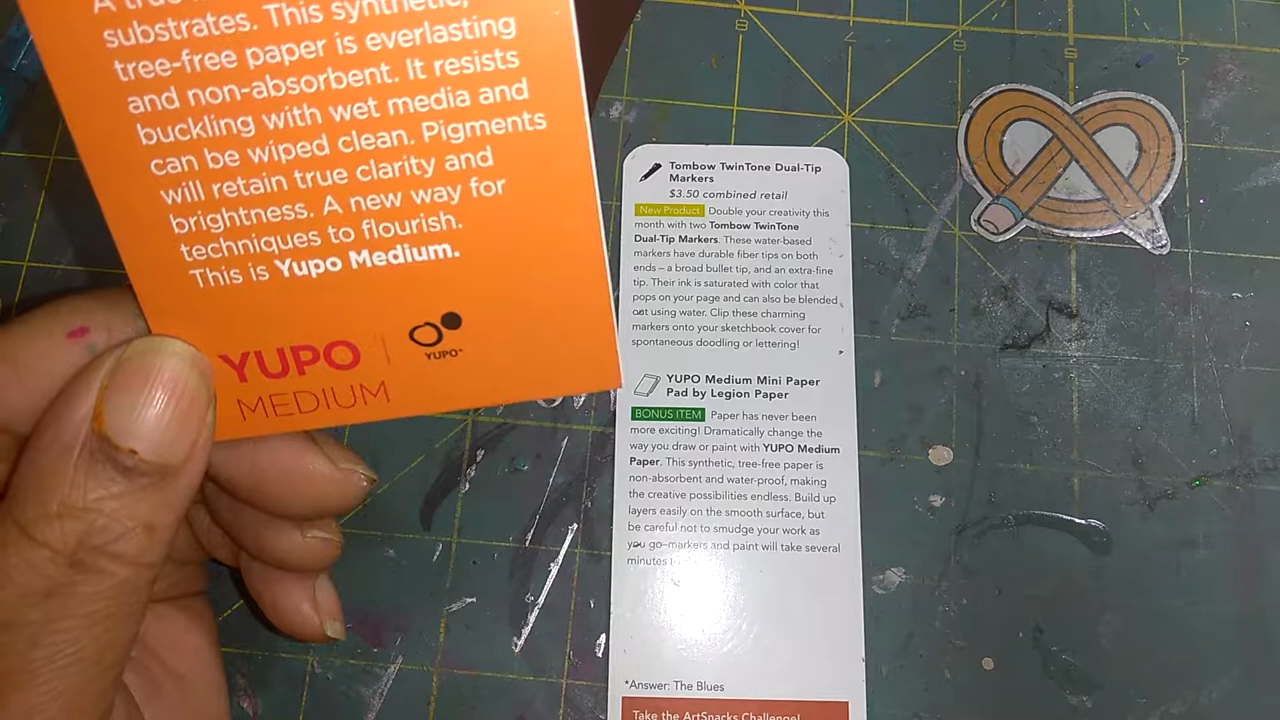 A true
substrates. This synthetic,
tree-free paper is everlasting
and non-absorbent. It resists
buckling with wet media and
can be wiped clean. Pigments
will retain true clarity and
brightness. A new way for
techniques to flourish.
This is Yupo Medium.
YUPO
MEDIUM
YUPO
Tombow TwinTone Dual-Tip
Markers
$3.50 combined retail
New Product Double your creativity this
month with two Tombow TwinTone
Dual-Tip Markers. These water-based
markers have durable fiber tips on both
ends – a broad bullet tip, and an extra-fine
tip. Their ink is saturated with color that
pops on your page and can also be blended
out using water. Clip these charming
markers onto your sketchbook cover for
spontaneous doodling or lettering!
YUPO Medium Mini Paper
Pad by Legion Paper
BONUS ITEM Paper has never been
more exciting! Dramatically change the
way you draw or paint with YUPO Medium
Paper. This synthetic, tree-free paper is
non-absorbent and water-proof, making
the creative possibilities endless. Build up
layers easily on the smooth surface, but
be careful not to smudge your work as
you go–markers and paint will take several
minutes
*Answer: The Blues
Take the ArtSnacks Challenge!
8
7
6
5
4